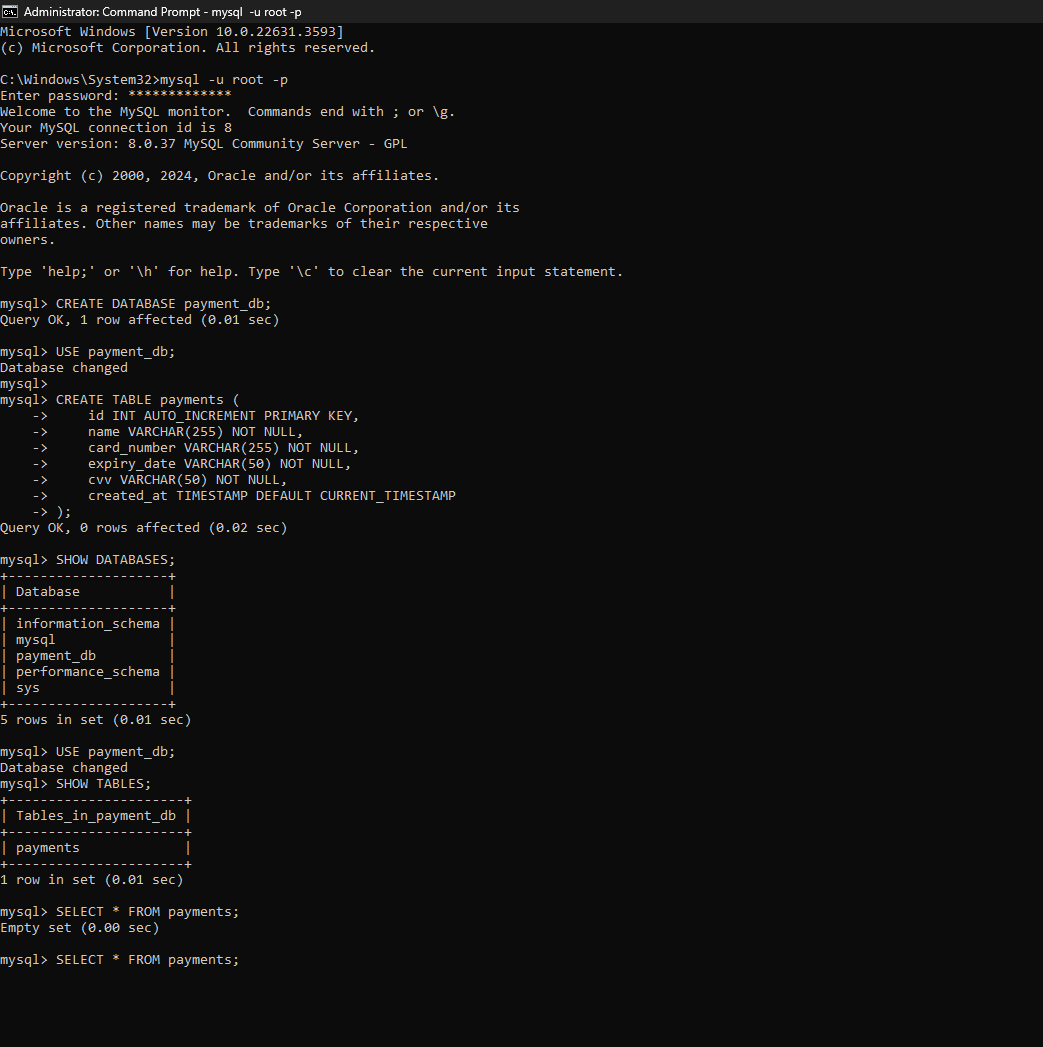 Administrator: Command Prompt - mysql  -u root -p
Microsoft Windows [Version 10.0.22631.3593]
(c) Microsoft Corporation. All rights reserved.
C:\Windows\System32>mysql -u root -p
Enter password: *************
Welcome to the MySQL monitor.  Commands end with ; or \g.
Your MySQL connection id is 8
Server version: 8.0.37 MySQL Community Server - GPL
Copyright (c) 2000, 2024, Oracle and/or its affiliates.
Oracle is a registered trademark of Oracle Corporation and/or its
affiliates. Other names may be trademarks of their respective
owners.
Type 'help;' or '\h' for help. Type '\c' to clear the current input statement.
mysql> CREATE DATABASE payment_db;
Query OK, 1 row affected (0.01 sec)
mysql> USE payment_db;
Database changed
mysql>
mysql> CREATE TABLE payments (
    ->     id INT AUTO_INCREMENT PRIMARY KEY,
    ->     name VARCHAR(255) NOT NULL,
    ->     card_number VARCHAR(255) NOT NULL,
    ->     expiry_date VARCHAR(50) NOT NULL,
    ->     cvv VARCHAR(50) NOT NULL,
    ->     created_at TIMESTAMP DEFAULT CURRENT_TIMESTAMP
    -> );
Query OK, 0 rows affected (0.02 sec)
mysql> SHOW DATABASES;
+--------------------+
| Database           |
+--------------------+
| information_schema |
| mysql              |
| payment_db         |
| performance_schema |
| sys                |
+--------------------+
5 rows in set (0.01 sec)
mysql> USE payment_db;
Database changed
mysql> SHOW TABLES;
+----------------------+
| Tables_in_payment_db |
+----------------------+
| payments             |
+----------------------+
1 row in set (0.01 sec)
mysql> SELECT * FROM payments;
Empty set (0.00 sec)
mysql> SELECT * FROM payments;